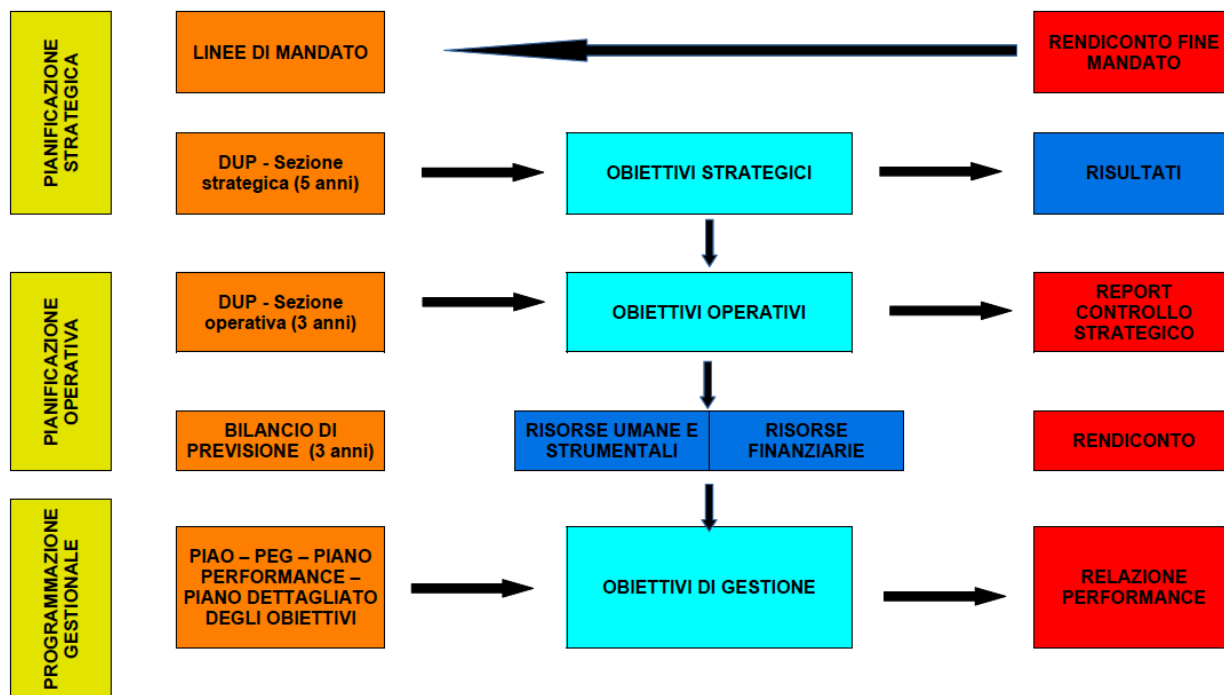 PIANIFICAZIONE
STRATEGICA
LINEE DI MANDATO
RENDICONTO FINE
MANDATO
DUP - Sezione
strategica (5 anni)
OBIETTIVI STRATEGICI
RISULTATI
PIANIFICAZIONE
OPERATIVA
DUP - Sezione
operativa (3 anni)
OBIETTIVI OPERATIVI
REPORT
CONTROLLO
STRATEGICO
BILANCIO DI
PREVISIONE (3 anni)
RISORSE UMANE E
STRUMENTALI
RISORSE
FINANZIARIE
RENDICONTO
PROGRAMMAZIONE
GESTIONALE
PIAO – PEG – PIANO
PERFORMANCE –
PIANO DETTAGLIATO
DEGLI OBIETTIVI
OBIETTIVI DI GESTIONE
RELAZIONE
PERFORMANCE